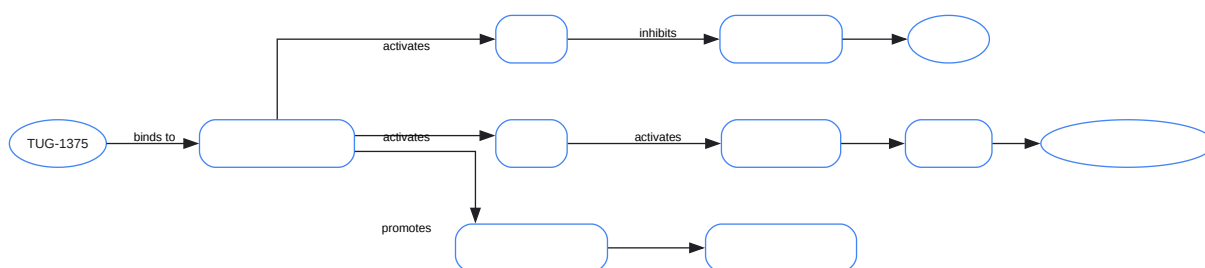 activates
inhibits
TUG-1375
binds to
activates
activates
promotes